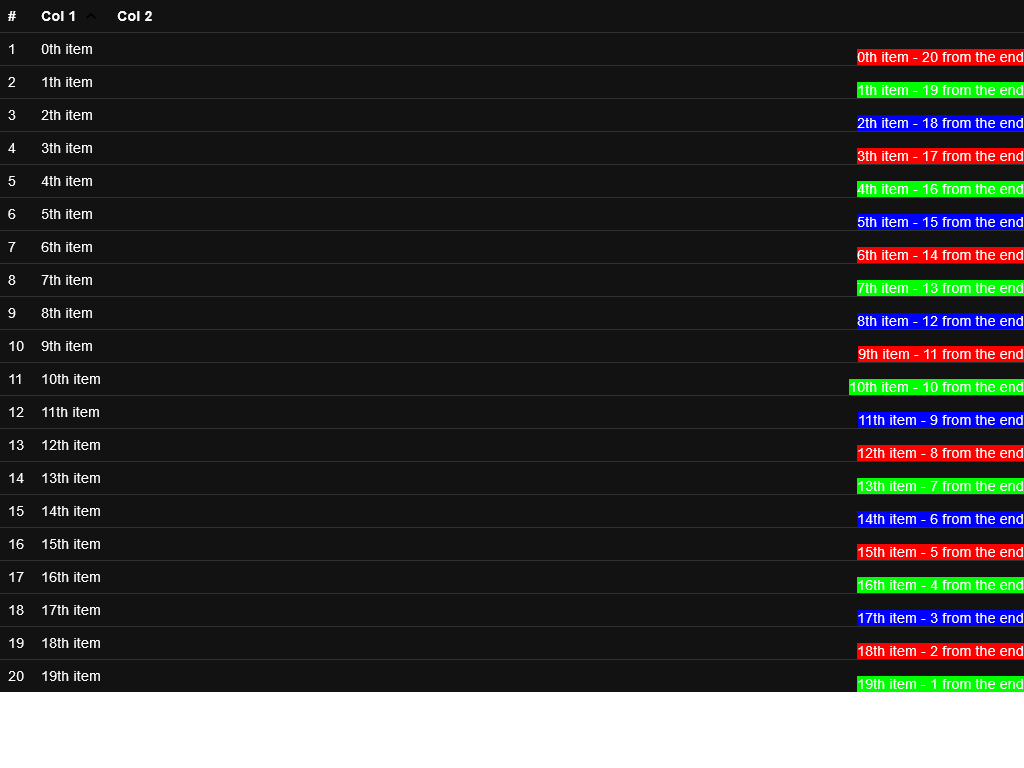 # Col 1 Col 2
1 0th item 0th item - 20 from the end
2 1th item 1th item - 19 from the end
3 2th item 2th item - 18 from the end
4 3th item 3th item - 17 from the end
5 4th item 4th item - 16 from the end
6 5th item 5th item - 15 from the end
7 6th item 6th item - 14 from the end
8 7th item 7th item - 13 from the end
9 8th item 8th item - 12 from the end
10 9th item 9th item - 11 from the end
11 10th item 10th item - 10 from the end
12 11th item 11th item - 9 from the end
13 12th item 12th item - 8 from the end
14 13th item 13th item - 7 from the end
15 14th item 14th item - 6 from the end
16 15th item 15th item - 5 from the end
17 16th item 16th item - 4 from the end
18 17th item 17th item - 3 from the end
19 18th item 18th item - 2 from the end
20 19th item 19th item - 1 from the end